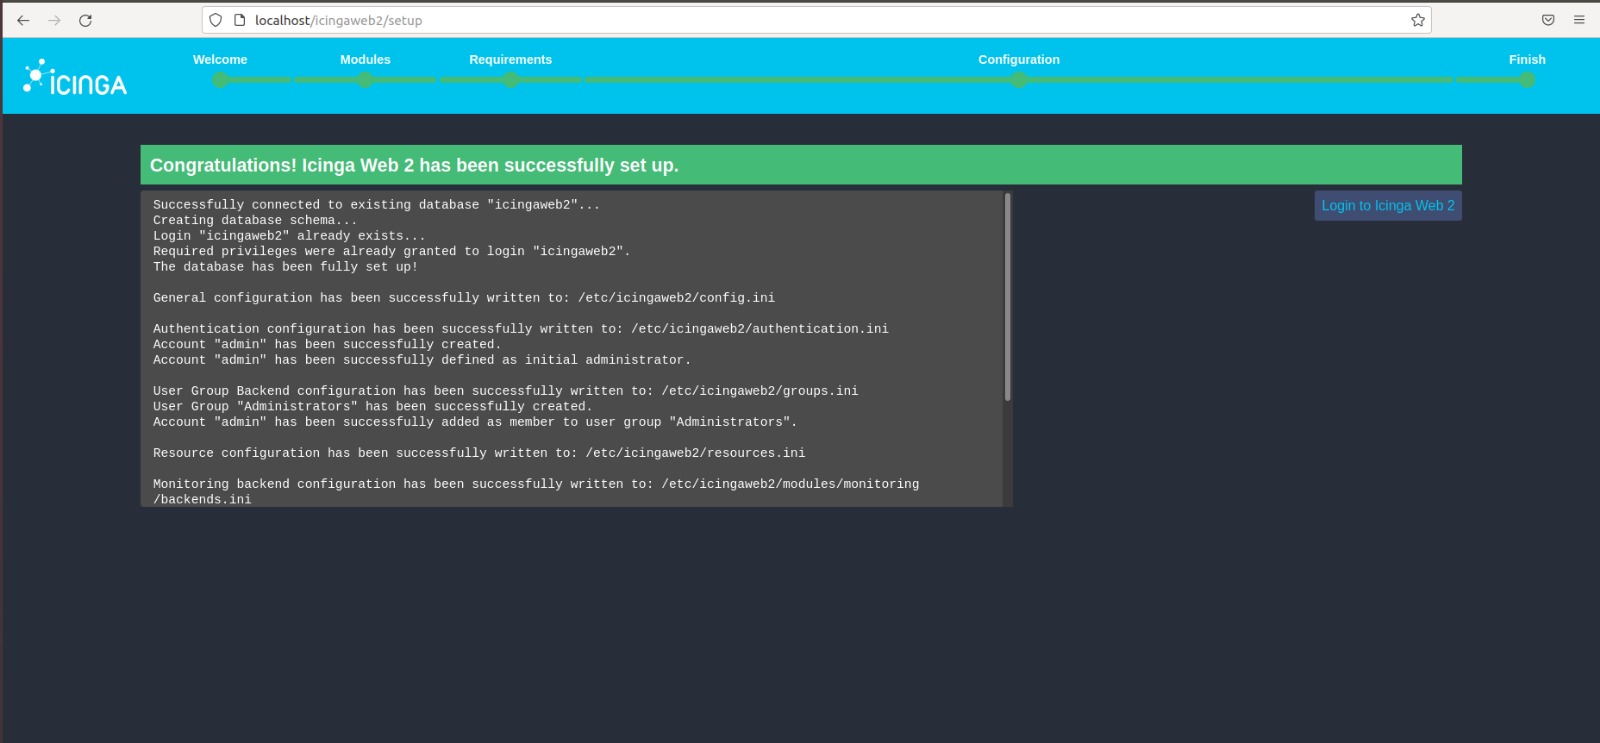 localhost/icingaweb2/setup
ICINGA
Welcome
Modules
Requirements
Configuration
Finish
Congratulations! Icinga Web 2 has been successfully set up.
Login to Icinga Web 2
Successfully connected to existing database "icingaweb2"...
Creating database schema...
Login "icingaweb2" already exists...
Required privileges were already granted to login "icingaweb2".
The database has been fully set up!
General configuration has been successfully written to: /etc/icingaweb2/config.ini
Authentication configuration has been successfully written to: /etc/icingaweb2/authentication.ini
Account "admin" has been successfully created.
Account "admin" has been successfully defined as initial administrator.
User Group Backend configuration has been successfully written to: /etc/icingaweb2/groups.ini
User Group "Administrators" has been successfully created.
Account "admin" has been successfully added as member to user group "Administrators".
Resource configuration has been successfully written to: /etc/icingaweb2/resources.ini
Monitoring backend configuration has been successfully written to: /etc/icingaweb2/modules/monitoring
/backends.ini